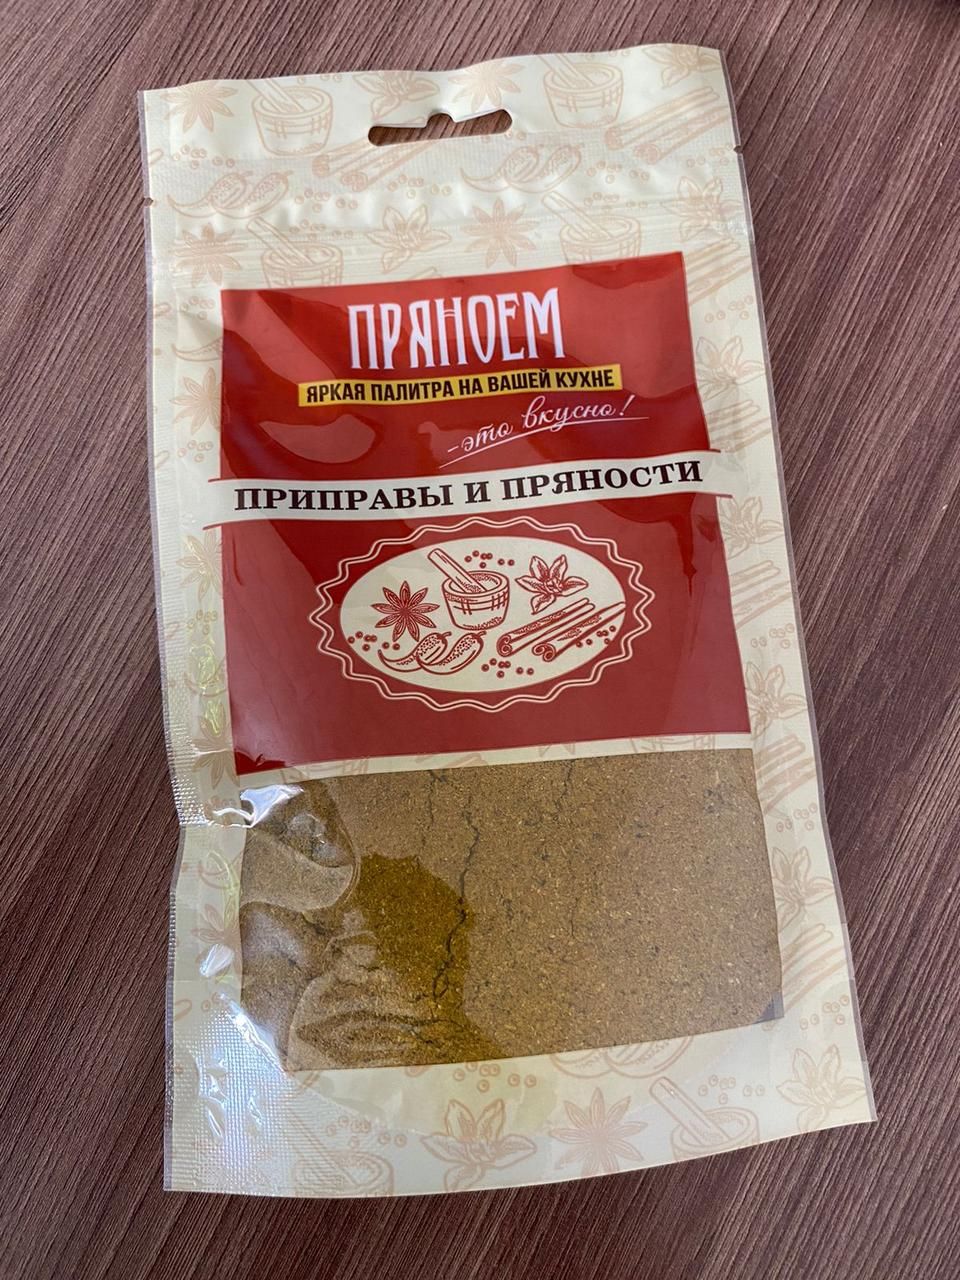 ПРЯНОЕМ
ЯРКАЯ ПАЛИТРА НА ВАШЕЙ КУХНЕ
-это вкусно!
ПРИПРАВЫ И ПРЯНОСТИ